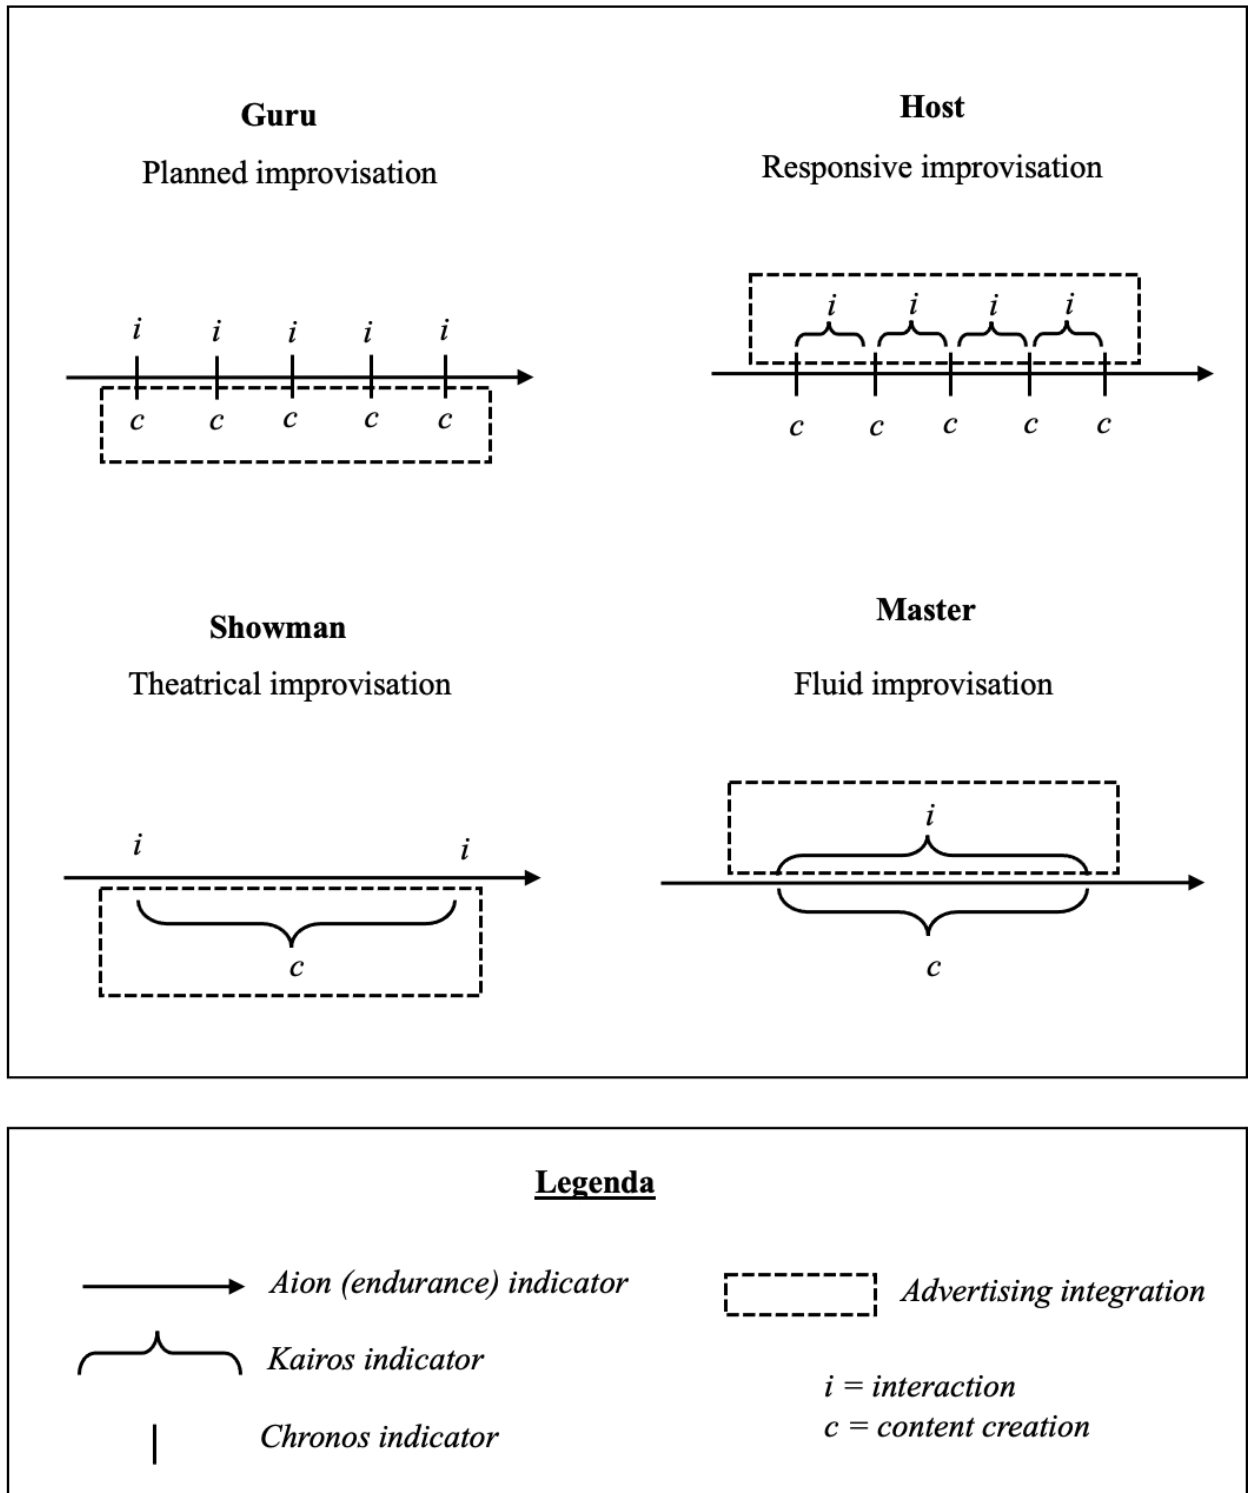 Guru
Planned improvisation
i i i i i
c c c c c
Host
Responsive improvisation
i i i i
c c c c c
Showman
Theatrical improvisation
i i
c
Master
Fluid improvisation
i
c
Legenda
Aion (endurance) indicator
Kairos indicator
Chronos indicator
Advertising integration
i = interaction
c = content creation